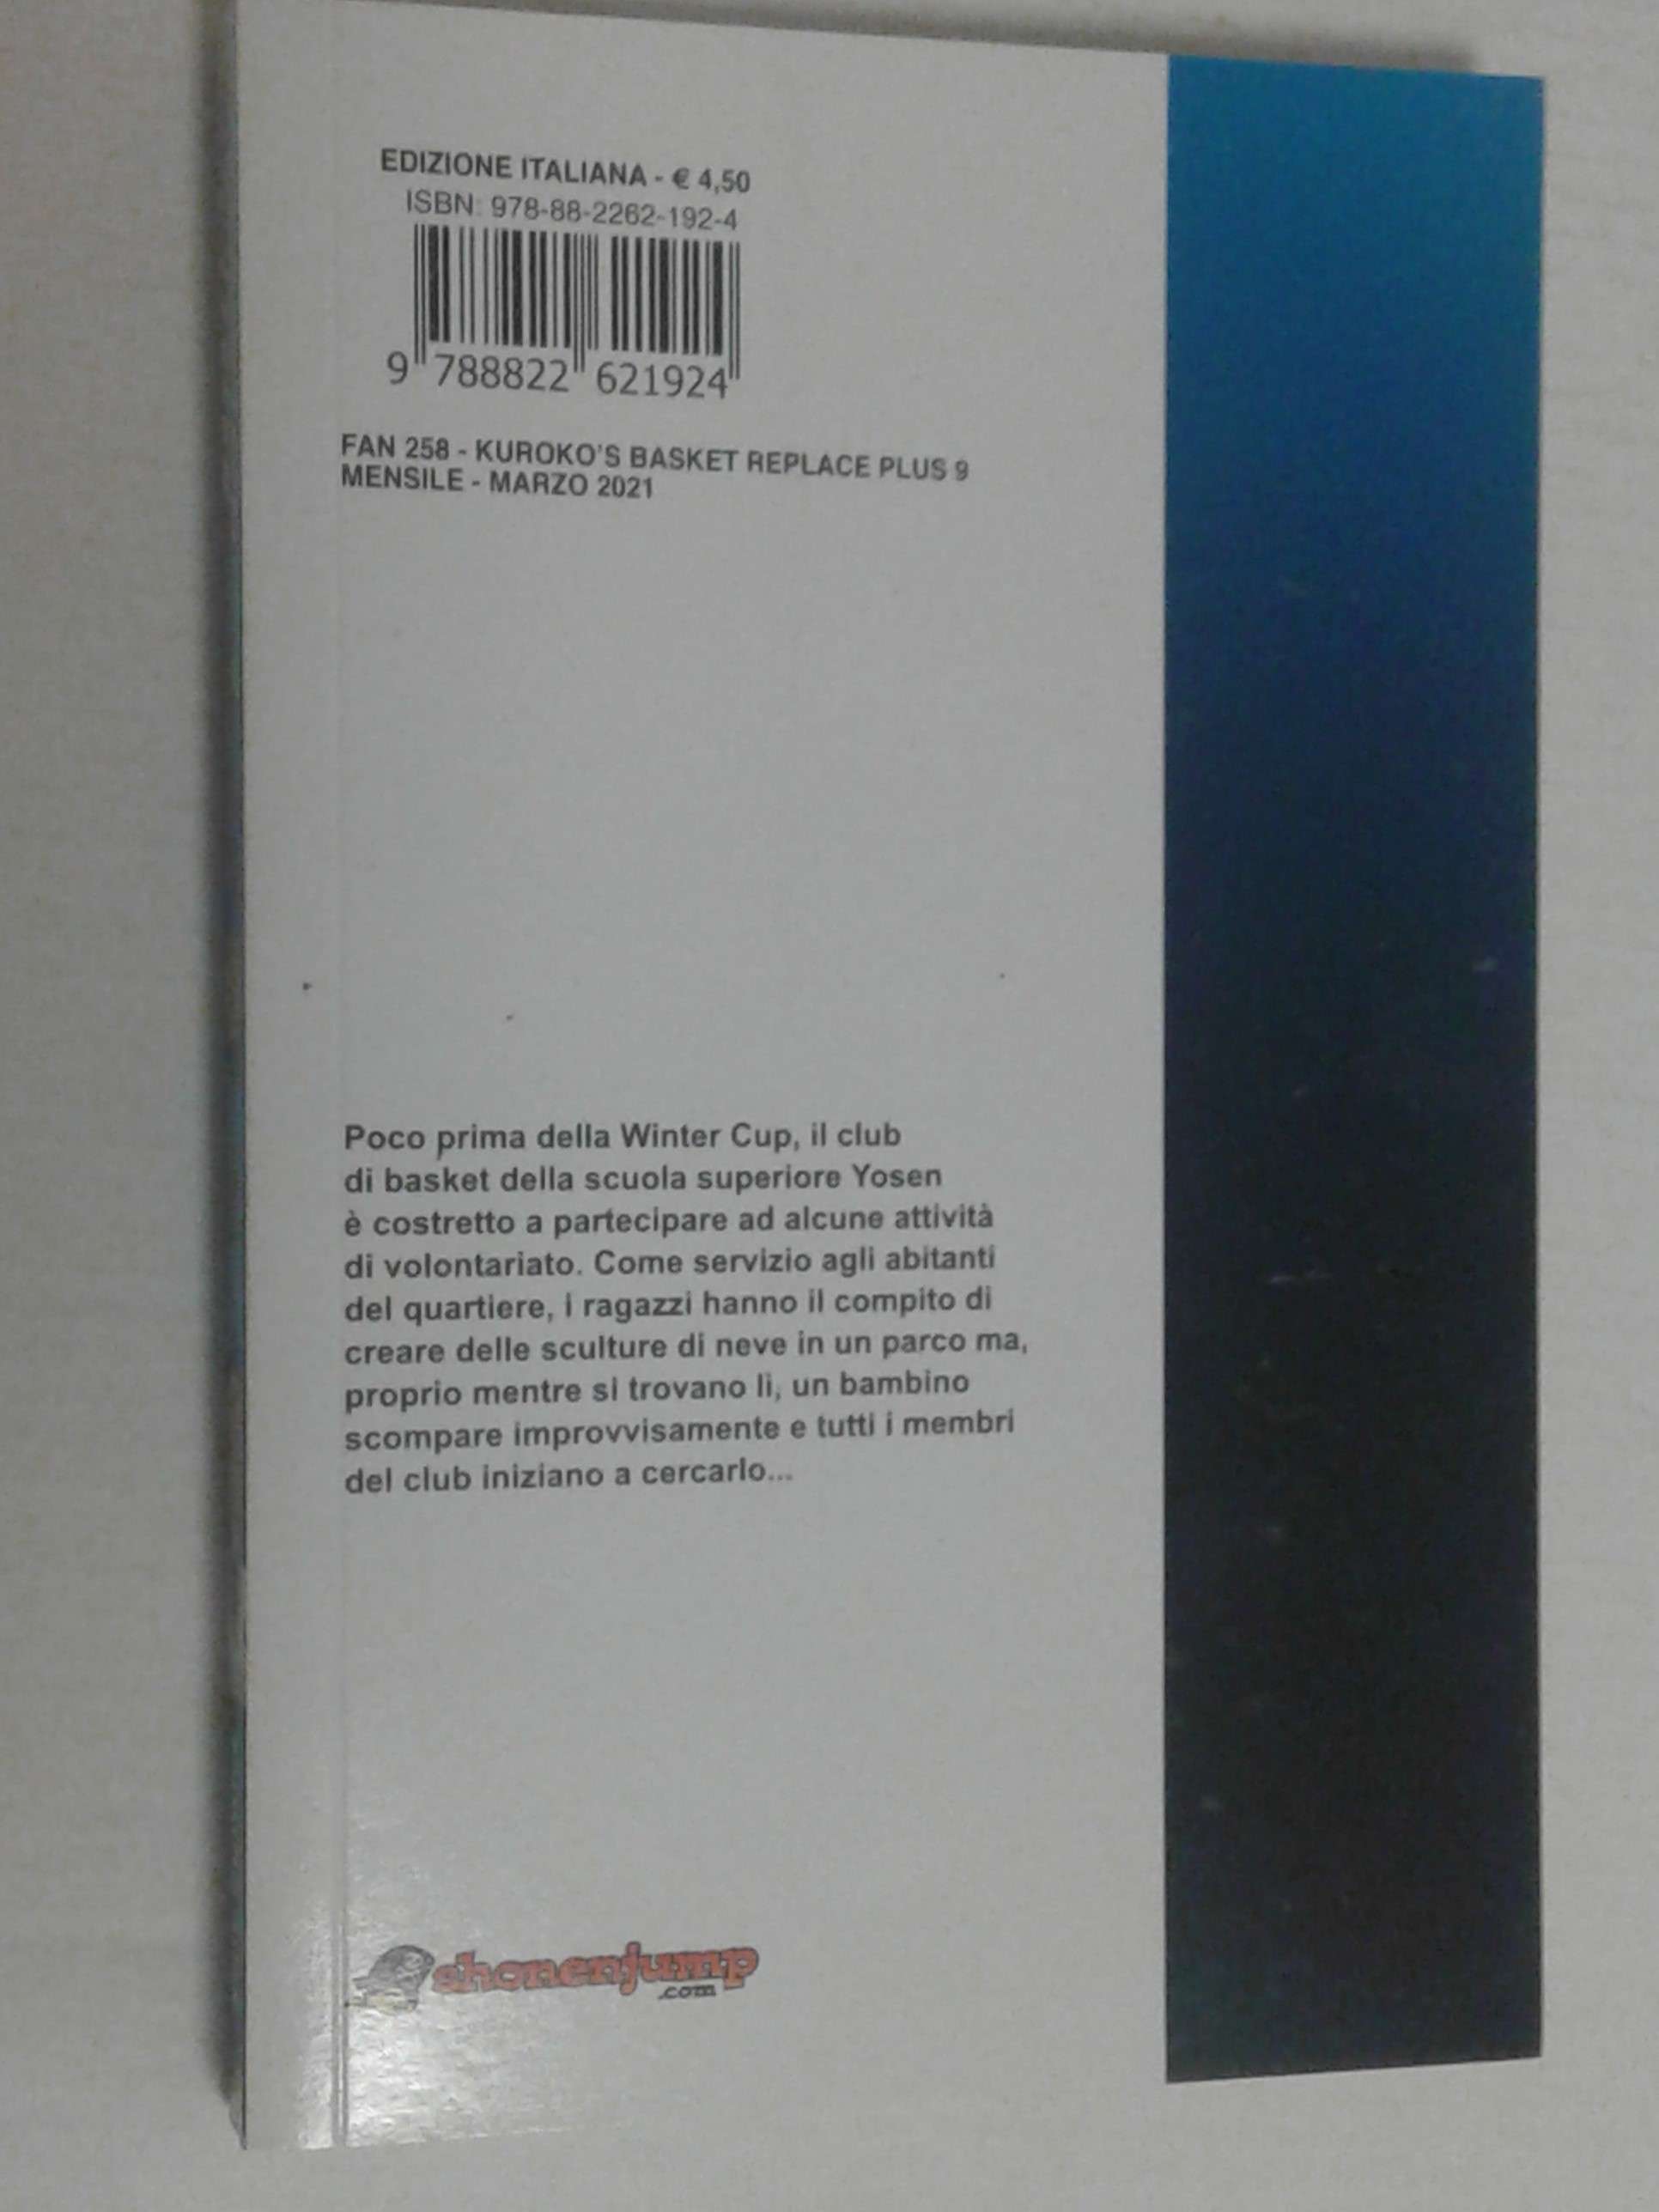 EDIZIONE ITALIANA - € 4,50
ISBN: 978-88-2262-192-4
9 788822 621924
FAN 258 - KUROKO'S BASKET REPLACE PLUS 9
MENSILE - MARZO 2021
Poco prima della Winter Cup, il club
di basket della scuola superiore Yosen
è costretto a partecipare ad alcune attività
di volontariato. Come servizio agli abitanti
del quartiere, i ragazzi hanno il compito di
creare delle sculture di neve in un parco ma,
proprio mentre si trovano lì, un bambino
scompare improvvisamente e tutti i membri
del club iniziano a cercarlo...
shonenjump
.com